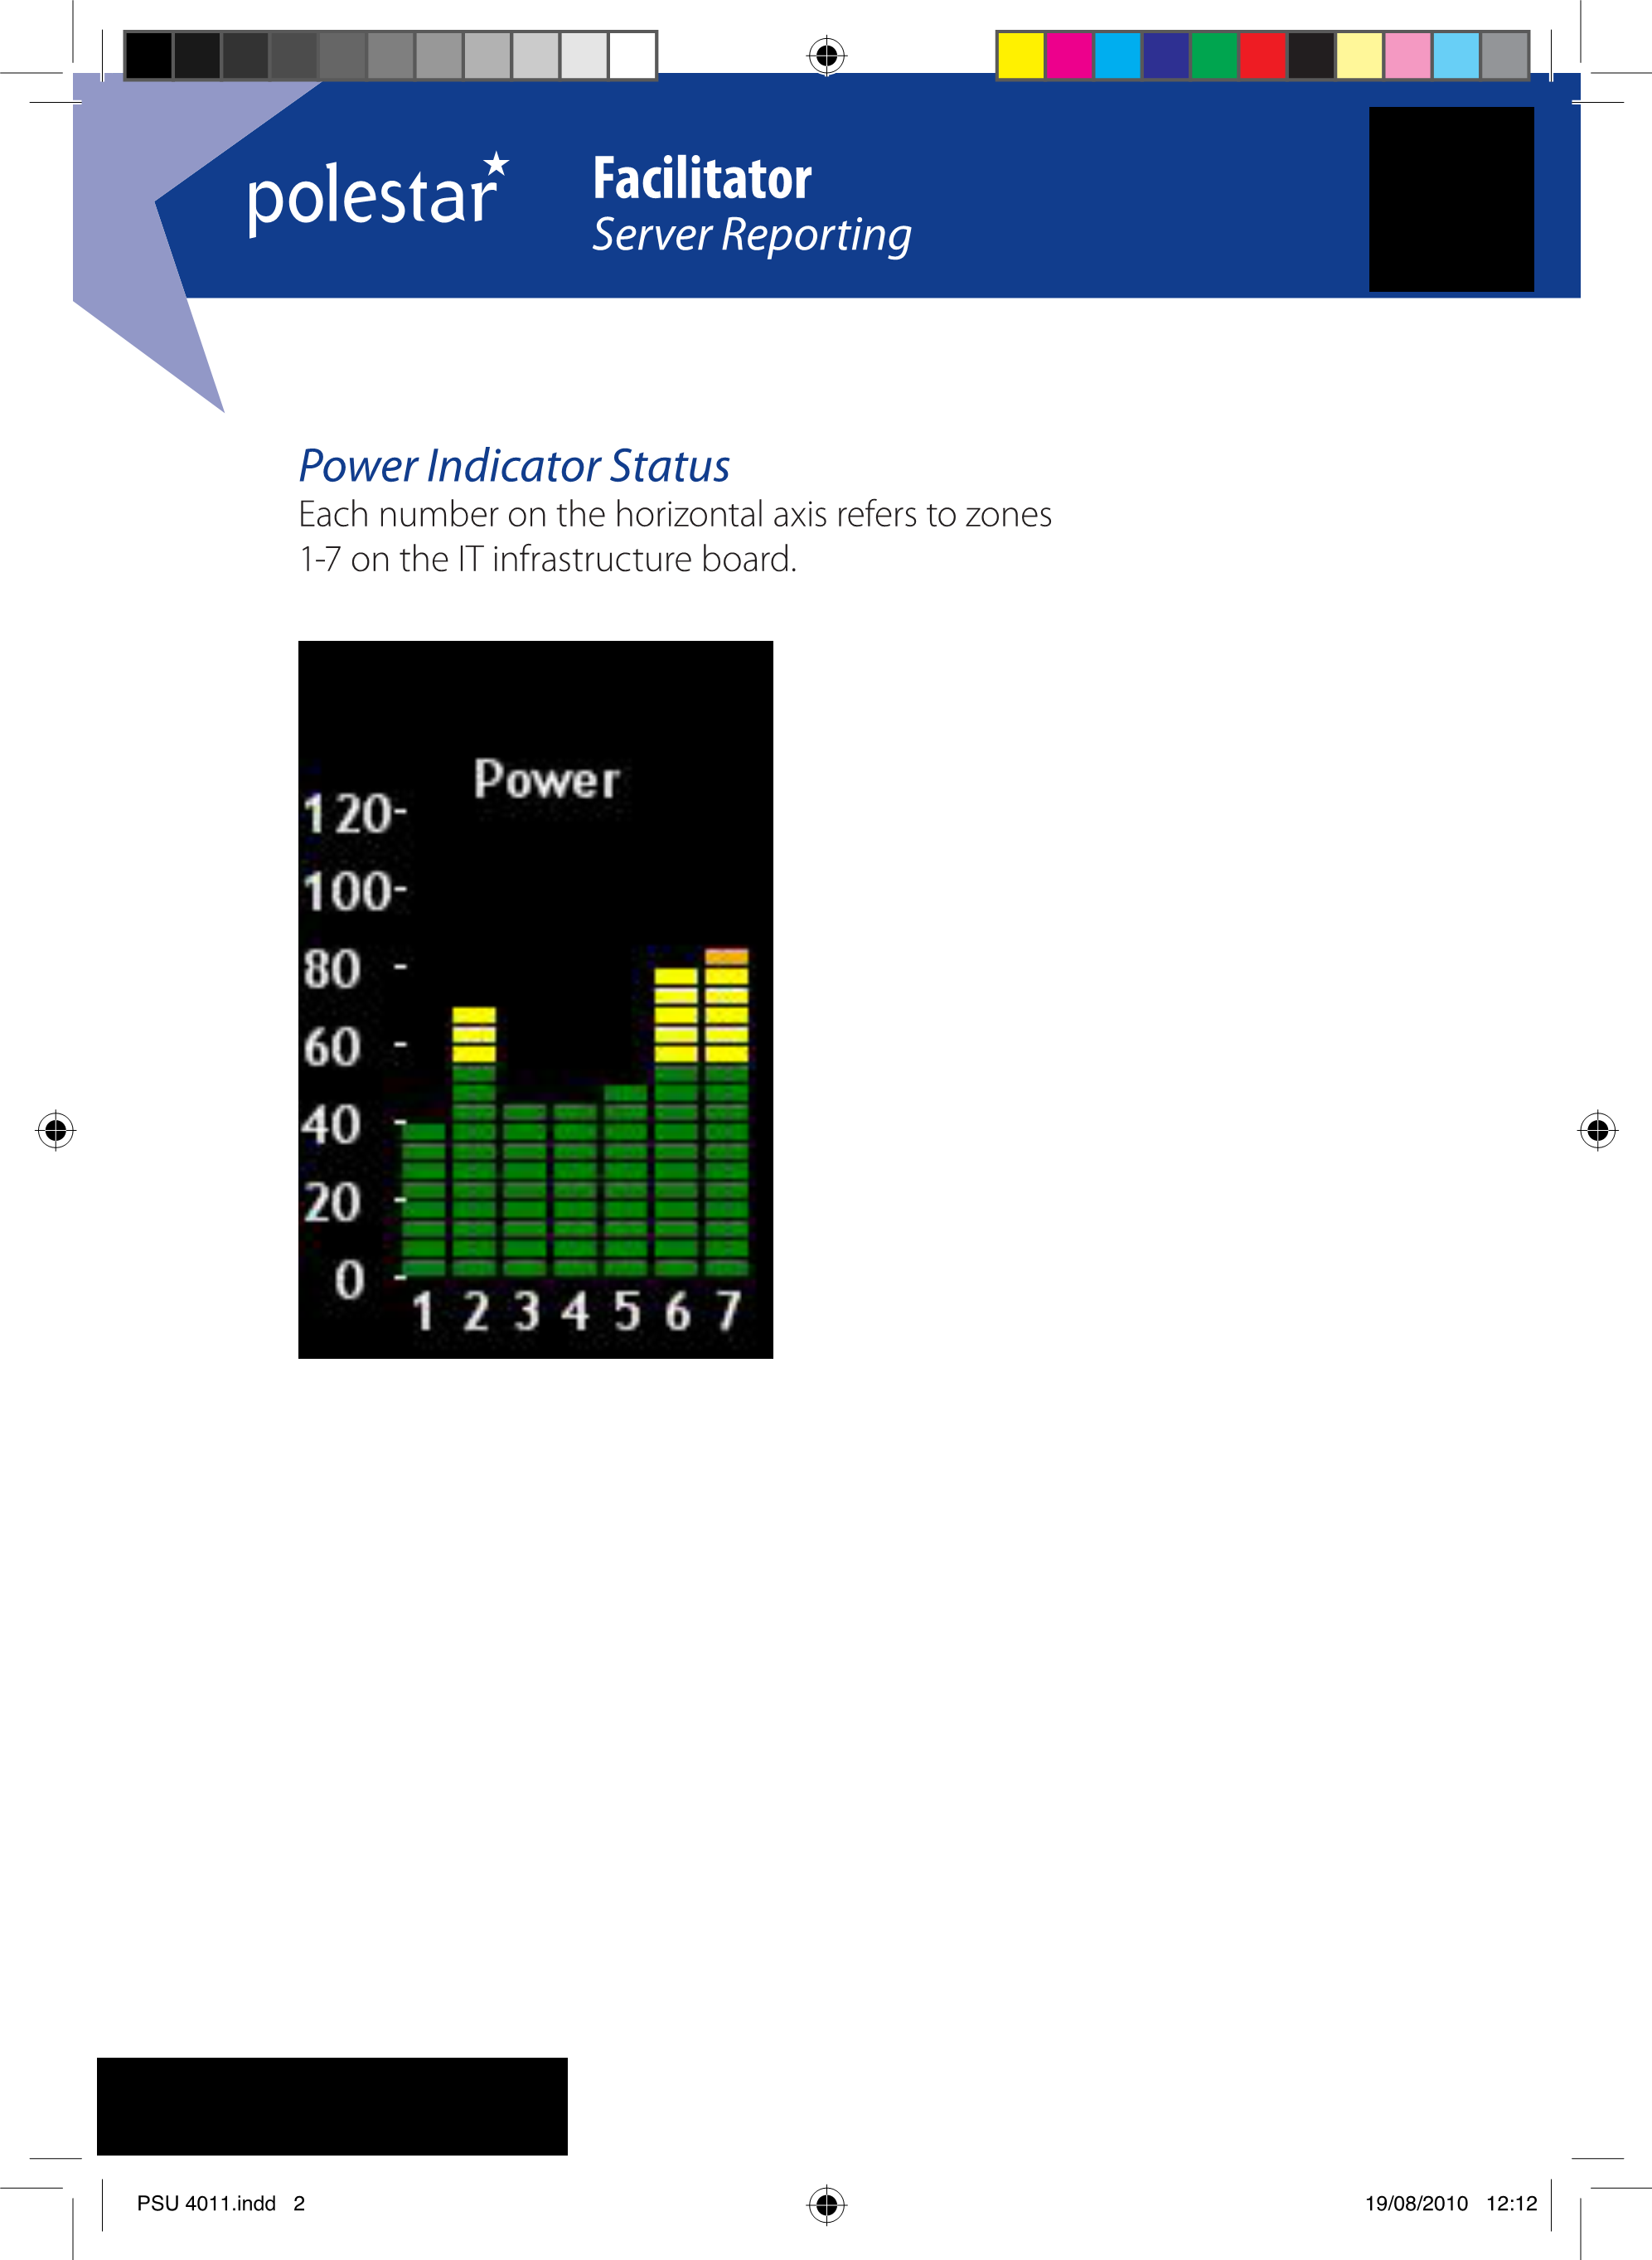 polestar
Facilitator
Server Reporting
Power Indicator Status
Each number on the horizontal axis refers to zones
1-7 on the IT infrastructure board.
Power
120-
100-
80 -
60 -
40 -
20 -
0 -
1 2 3 4 5 6 7
PSU 4011.indd 2
19/08/2010 12:12